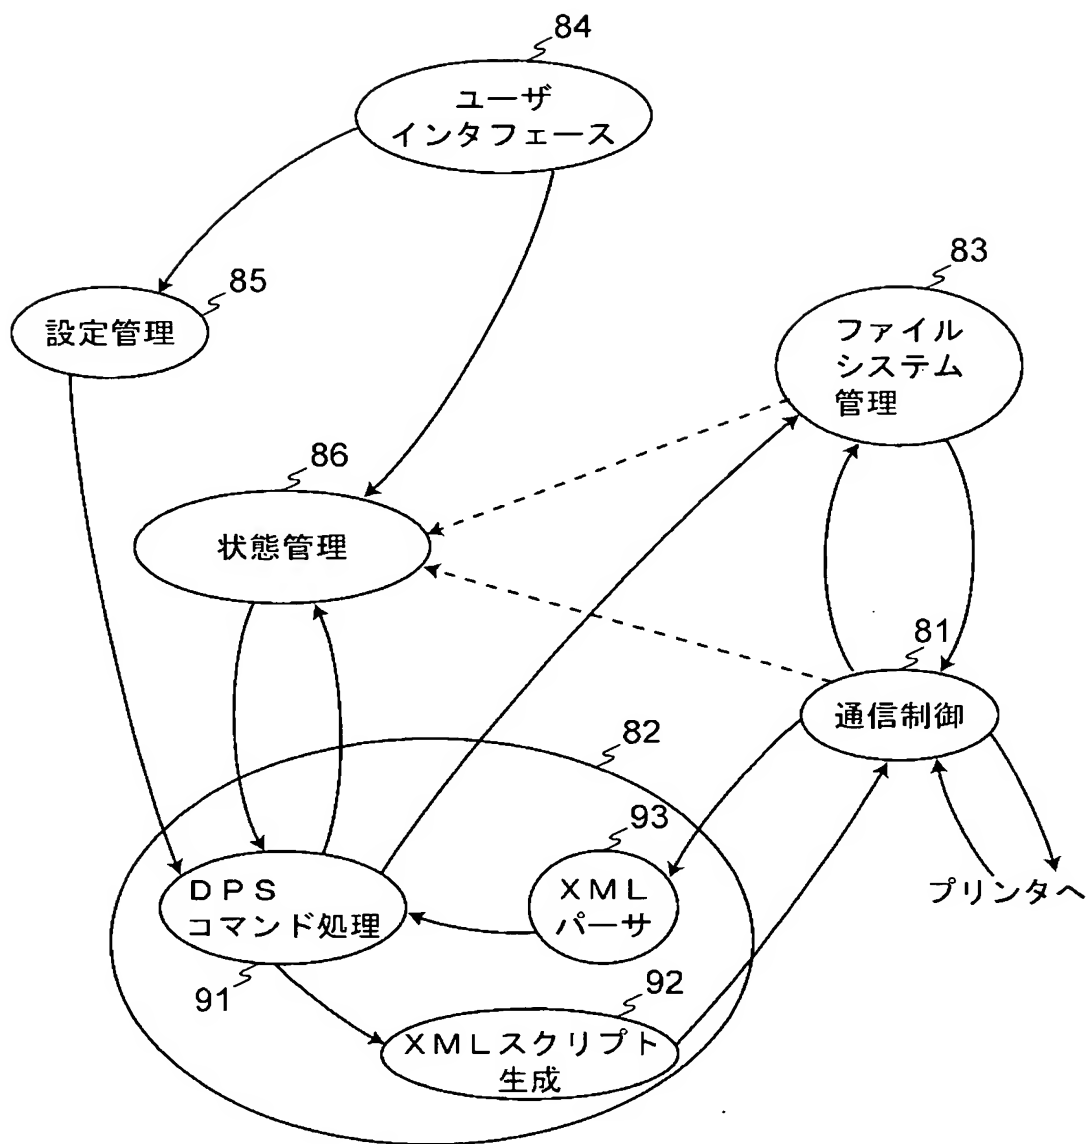 84
ユーザ
インタフェース
85
設定管理
83
ファイル
システム
管理
86
状態管理
81
通信制御
82
93
XML
パーサ
DPS
コマンド処理
91
プリンタへ
92
XMLスクリプト
生成